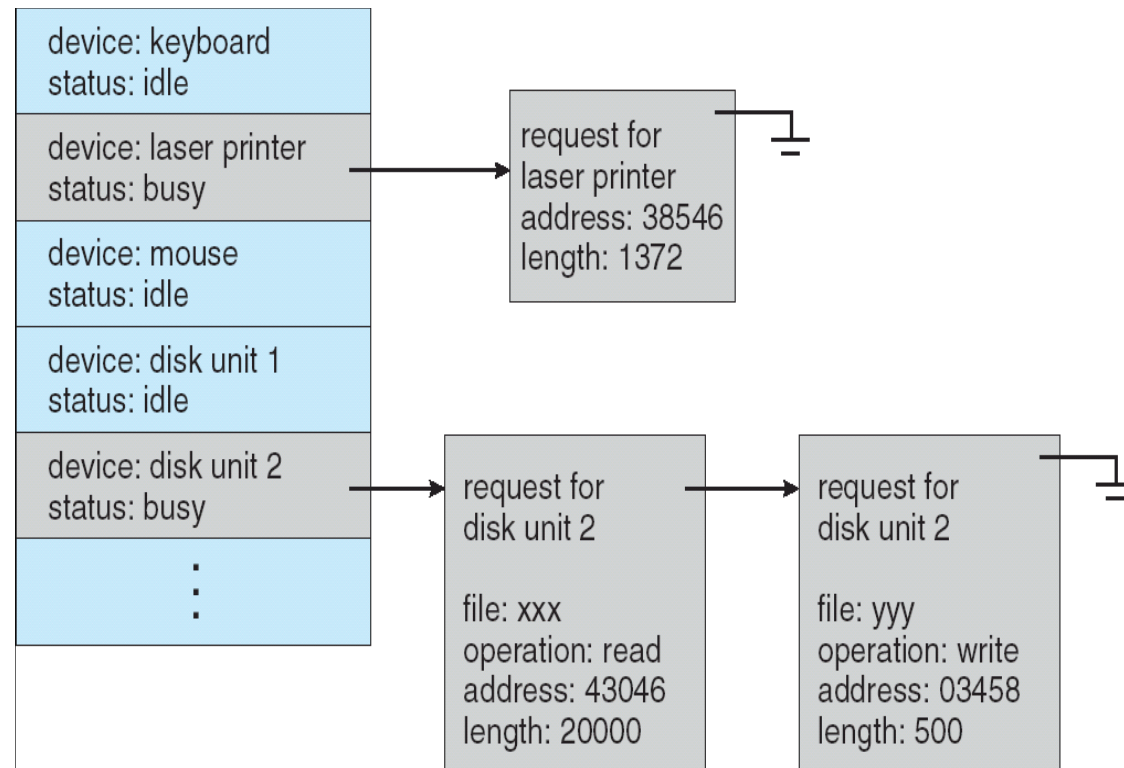 device: keyboard
status: idle
device: laser printer
status: busy
device: mouse
status: idle
device: disk unit 1
status: idle
device: disk unit 2
status: busy
request for
laser printer
address: 38546
length: 1372
request for
disk unit 2
file: xxx
operation: read
address: 43046
length: 20000
request for
disk unit 2
file: yyy
operation: write
address: 03458
length: 500